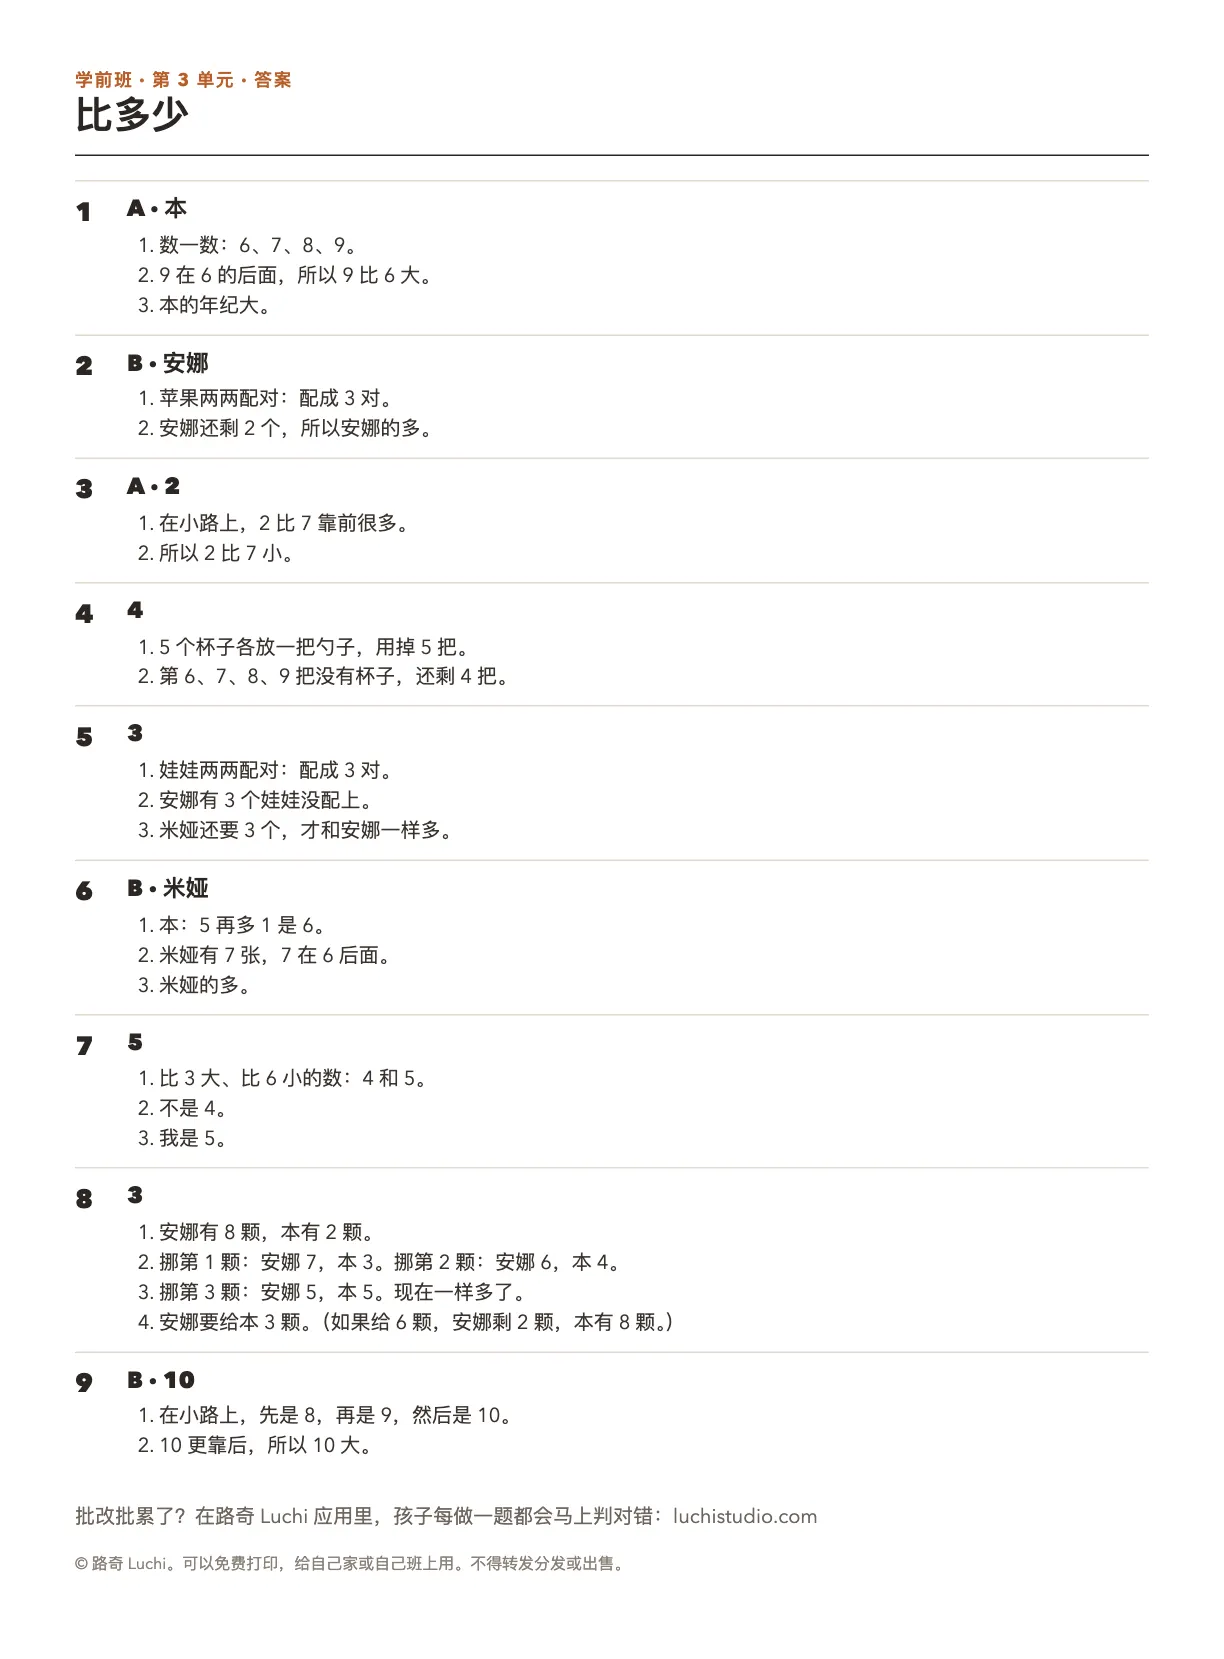 学前班·第 3 单元·答案
比多少
1 A·本
1. 数一数：6、7、8、9。
2. 9 在 6 的后面，所以 9 比 6 大。
3. 本的年纪大。
2 B·安娜
1. 苹果两两配对：配成 3 对。
2. 安娜还剩 2 个，所以安娜的多。
3 A·2
1. 在小路上，2 比 7 靠前很多。
2. 所以 2 比 7 小。
4 4
1. 5 个杯子各放一把勺子，用掉 5 把。
2. 第 6、7、8、9 把没有杯子，还剩 4 把。
5 3
1. 娃娃两两配对：配成 3 对。
2. 安娜有 3 个娃娃没配上。
3. 米娅还要 3 个，才和安娜一样多。
6 B·米娅
1. 本：5 再多 1 是 6。
2. 米娅有 7 张，7 在 6 后面。
3. 米娅的多。
7 5
1. 比 3 大、比 6 小的数：4 和 5。
2. 不是 4。
3. 我是 5。
8 3
1. 安娜有 8 颗，本有 2 颗。
2. 挪第 1 颗：安娜 7，本 3。挪第 2 颗：安娜 6，本 4。
3. 挪第 3 颗：安娜 5，本 5。现在一样多了。
4. 安娜要给本 3 颗。（如果给 6 颗，安娜剩 2 颗，本有 8 颗。）
9 B·10
1. 在小路上，先是 8，再是 9，然后是 10。
2. 10 更靠后，所以 10 大。
批改批累了？在路奇 Luchi 应用里，孩子每做一题都会马上判对错：luchistudio.com
© 路奇 Luchi。可以免费打印，给自己家或自己班上用。不得转发分发或出售。